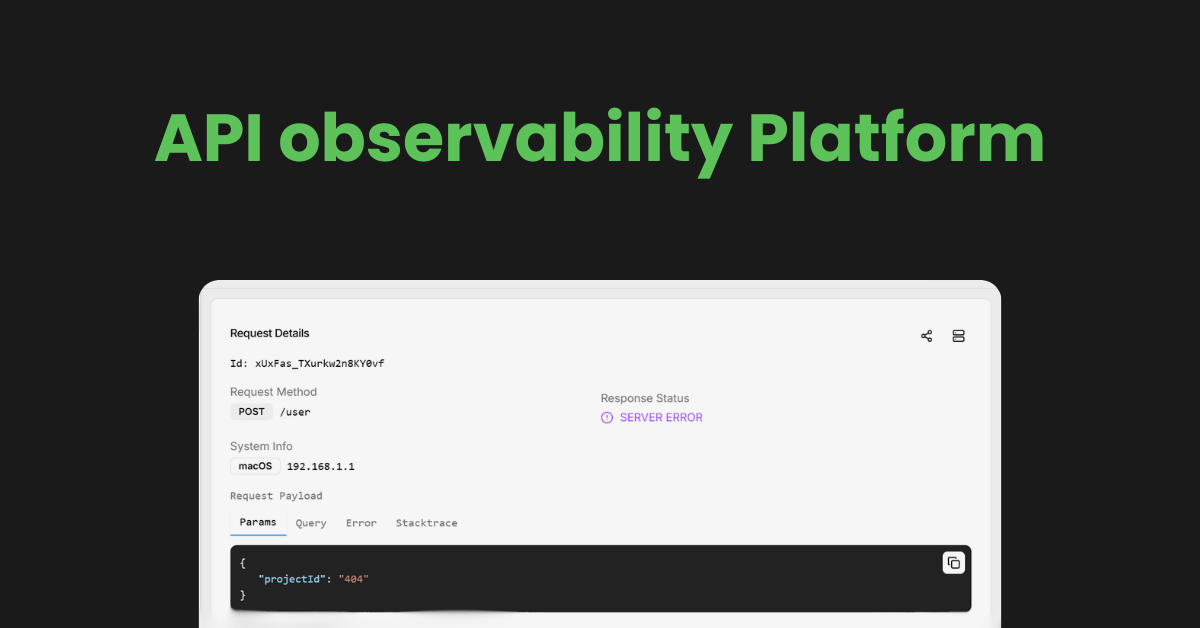 API observability Platform
Request Details
Id: xUxFas_TXurkw2n8KY0vf
Request Method
POST /user
Response Status
SERVER ERROR
System Info
macOS 192.168.1.1
Request Payload
Params Query Error Stacktrace
{
"projectId": "404"
}